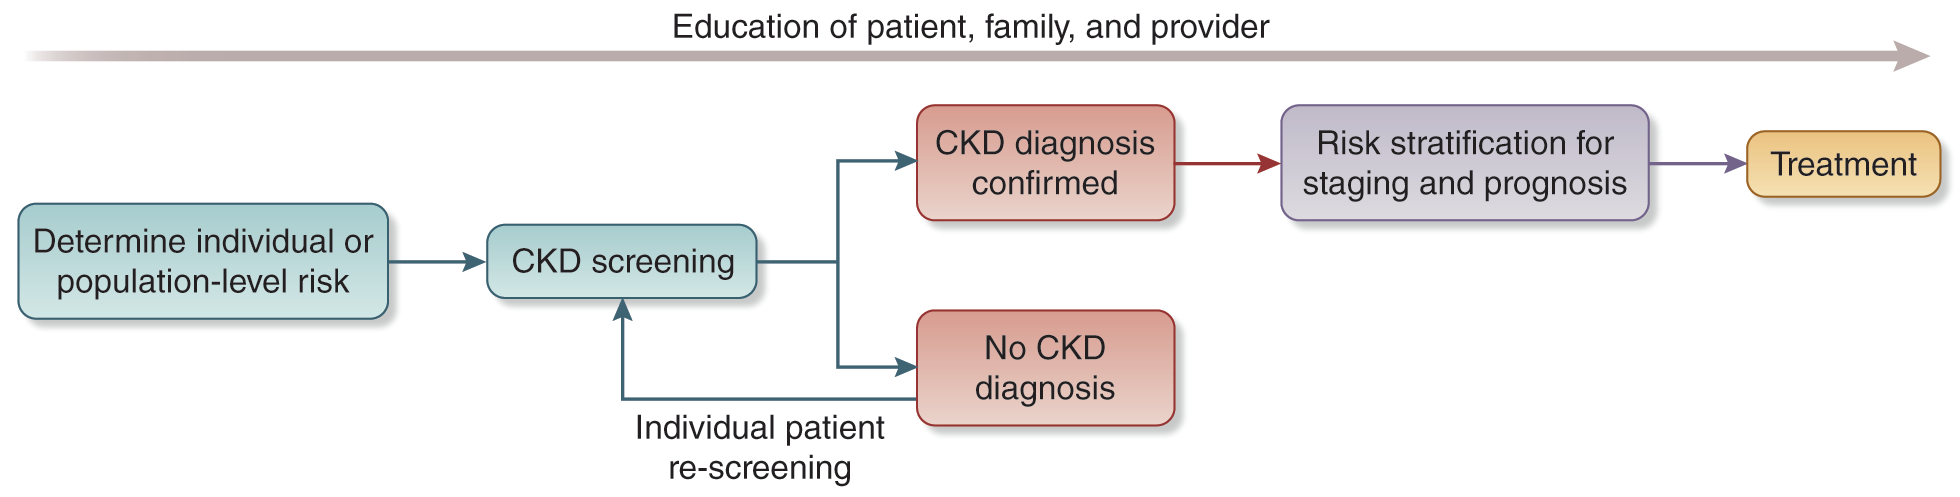 Education of patient, family, and provider
Determine individual or
population-level risk
CKD screening
CKD diagnosis
confirmed
Risk stratification for
staging and prognosis
Treatment
No CKD
diagnosis
Individual patient
re-screening